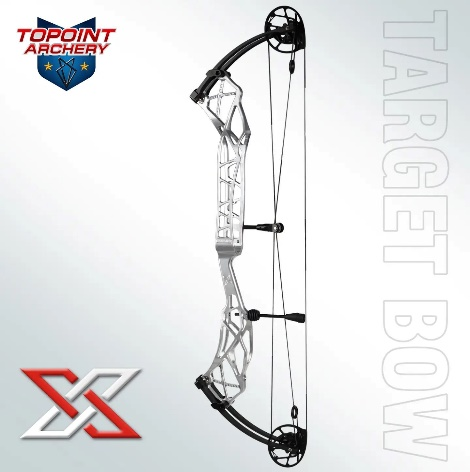 TOPOINT
ARCHERY
TARGET BOW
X